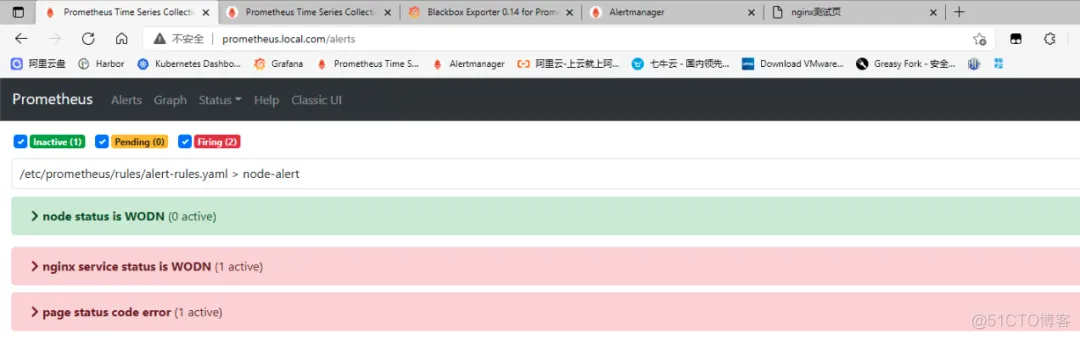 Prometheus Time Series Collecti
Prometheus Time Series Collecti
Blackbox Exporter 0.14 for Prom
Alertmanager
nginx测试页
不安全 prometheus.local.com/alerts
阿里云盘
Harbor
Kubernetes Dashbo...
Grafana
Prometheus Time S...
Alertmanager
阿里云-上云就上阿...
七牛云 - 国内领先...
Download VMware...
Greasy Fork - 安全...
Prometheus Alerts Graph Status Help Classic UI
Inactive (1) Pending (0) Firing (2)
/etc/prometheus/rules/alert-rules.yaml > node-alert
node status is WODN (0 active)
nginx service status is WODN (1 active)
page status code error (1 active)
@51CTO博客